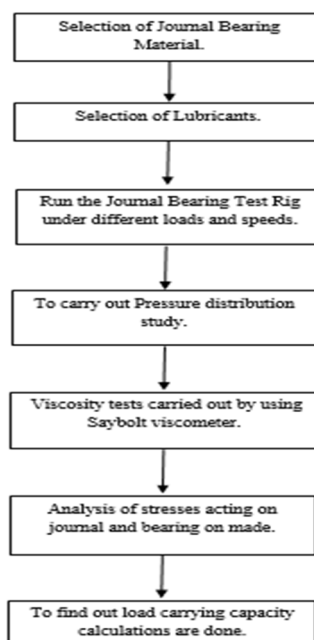 Selection of Journal Bearing
Material.
Selection of Lubricants.
Run the Journal Bearing Test Rig
under different loads and speeds.
To carry out Pressure distribution
study.
Viscosity tests carried out by using
Saybolt viscometer.
Analysis of stresses acting on
journal and bearing on made.
To find out load carrying capacity
calculations are done.